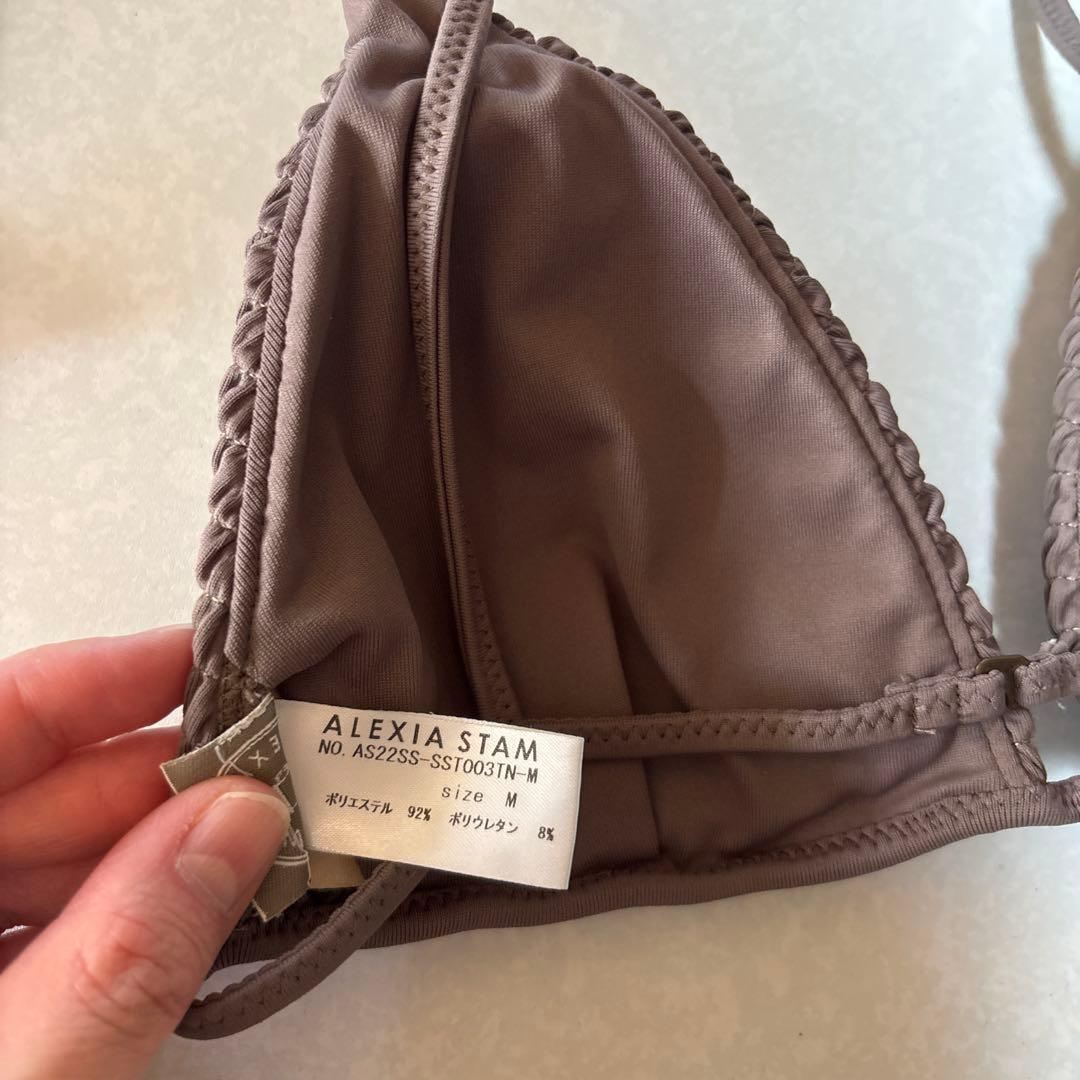 ALEXIA STAM
NO. AS22SS-SST003TN-M
size M
ポリエステル 92% ポリウレタン 8%